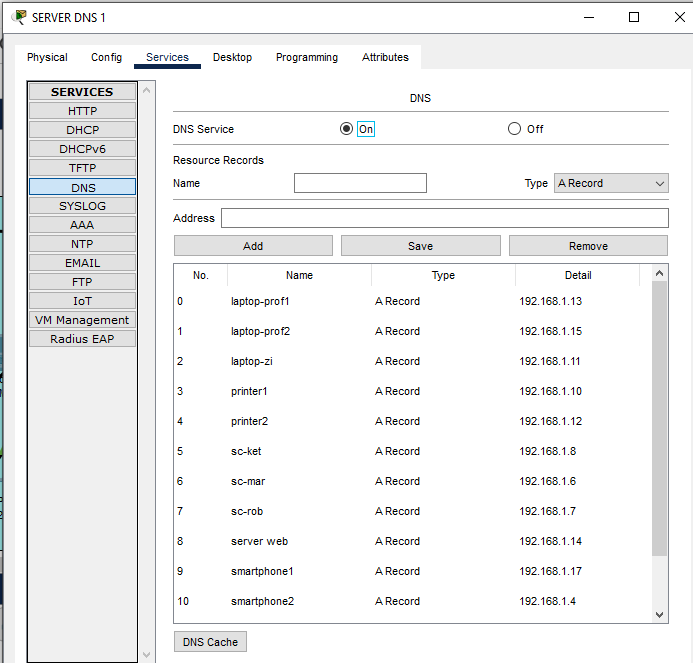 SERVER DNS 1
Physical Config Services Desktop Programming Attributes
SERVICES
HTTP
DHCP
DHCPv6
TFTP
DNS
SYSLOG
AAA
NTP
EMAIL
FTP
IoT
VM Management
Radius EAP
DNS
DNS Service On Off
Resource Records
Name Type A Record
Address
Add Save Remove
No. Name Type Detail
0 laptop-prof1 A Record 192.168.1.13
1 laptop-prof2 A Record 192.168.1.15
2 laptop-zi A Record 192.168.1.11
3 printer1 A Record 192.168.1.10
4 printer2 A Record 192.168.1.12
5 sc-ket A Record 192.168.1.8
6 sc-mar A Record 192.168.1.6
7 sc-rob A Record 192.168.1.7
8 server web A Record 192.168.1.14
9 smartphone1 A Record 192.168.1.17
10 smartphone2 A Record 192.168.1.4
DNS Cache